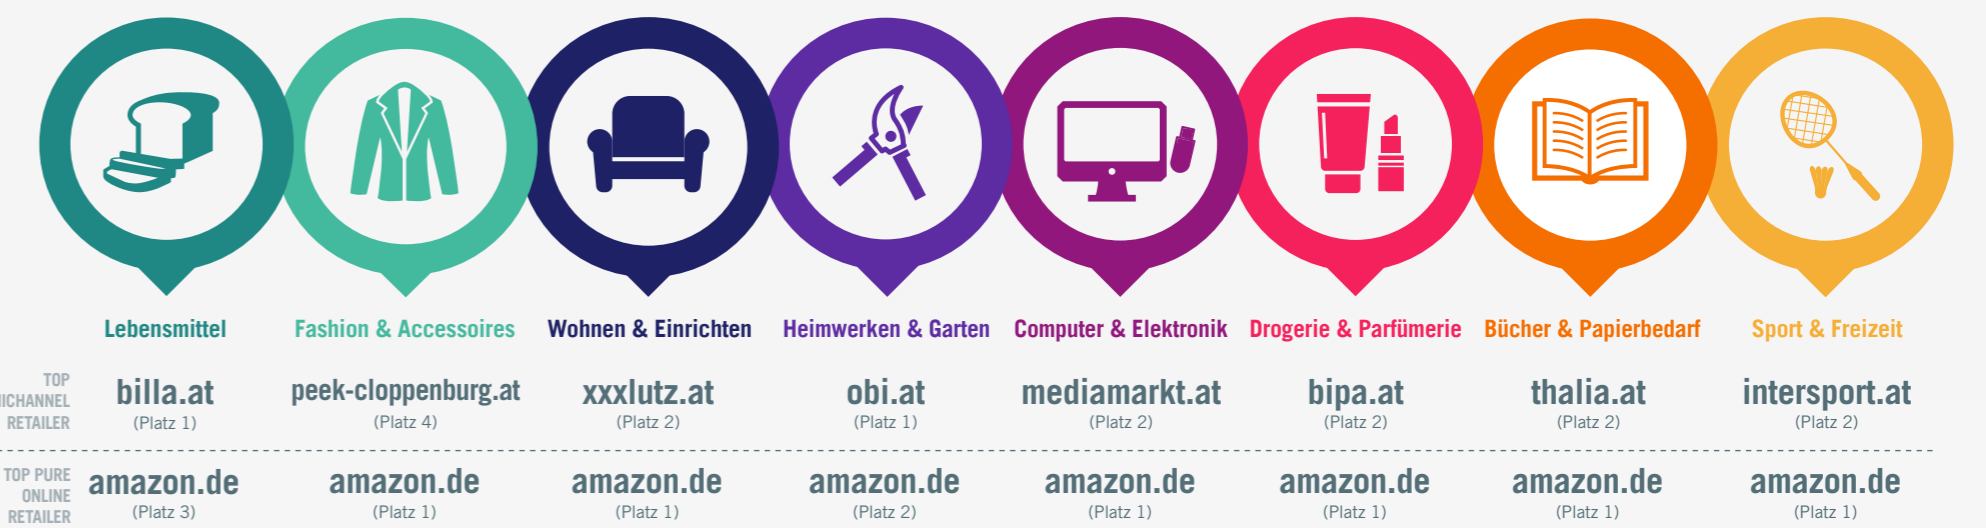 Lebensmittel
Fashion & Accessoires
Wohnen & Einrichten
Heimwerken & Garten
Computer & Elektronik
Drogerie & Parfümerie
Bücher & Papierbedarf
Sport & Freizeit
TOP
RETAILER
billa.at
(Platz 1)
peek-cloppenburg.at
(Platz 4)
xxxlutz.at
(Platz 2)
obi.at
(Platz 1)
mediamarkt.at
(Platz 2)
bipa.at
(Platz 2)
thalia.at
(Platz 2)
intersport.at
(Platz 2)
TOP PURE
ONLINE
RETAILER
amazon.de
(Platz 3)
amazon.de
(Platz 1)
amazon.de
(Platz 1)
amazon.de
(Platz 2)
amazon.de
(Platz 1)
amazon.de
(Platz 1)
amazon.de
(Platz 1)
amazon.de
(Platz 1)